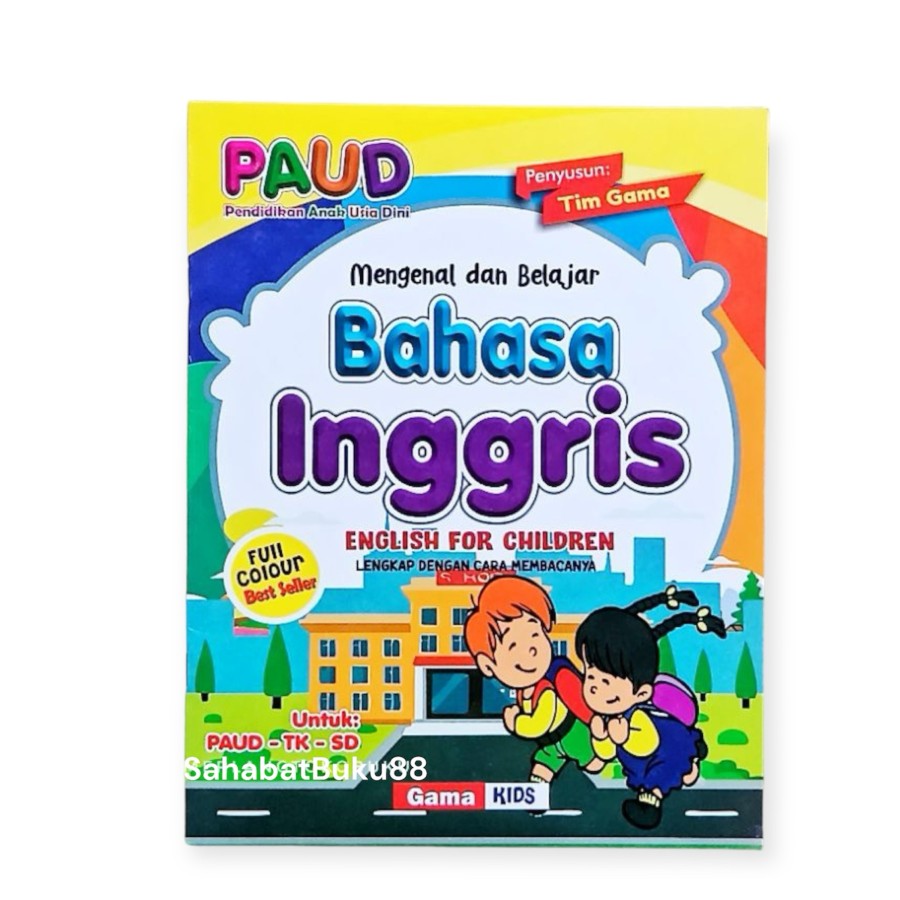 PAUD
Pendidikan Anak Usia Dini
Penyusun:
Tim Gama
Mengenal dan Belajar
Bahasa
Inggris
ENGLISH FOR CHILDREN
LENGKAP DENGAN CARA MEMBACANYA
Full
Colour
Best Seller
Untuk:
PAUD - TK - SD
SahabatBuku88
Gama KIDS